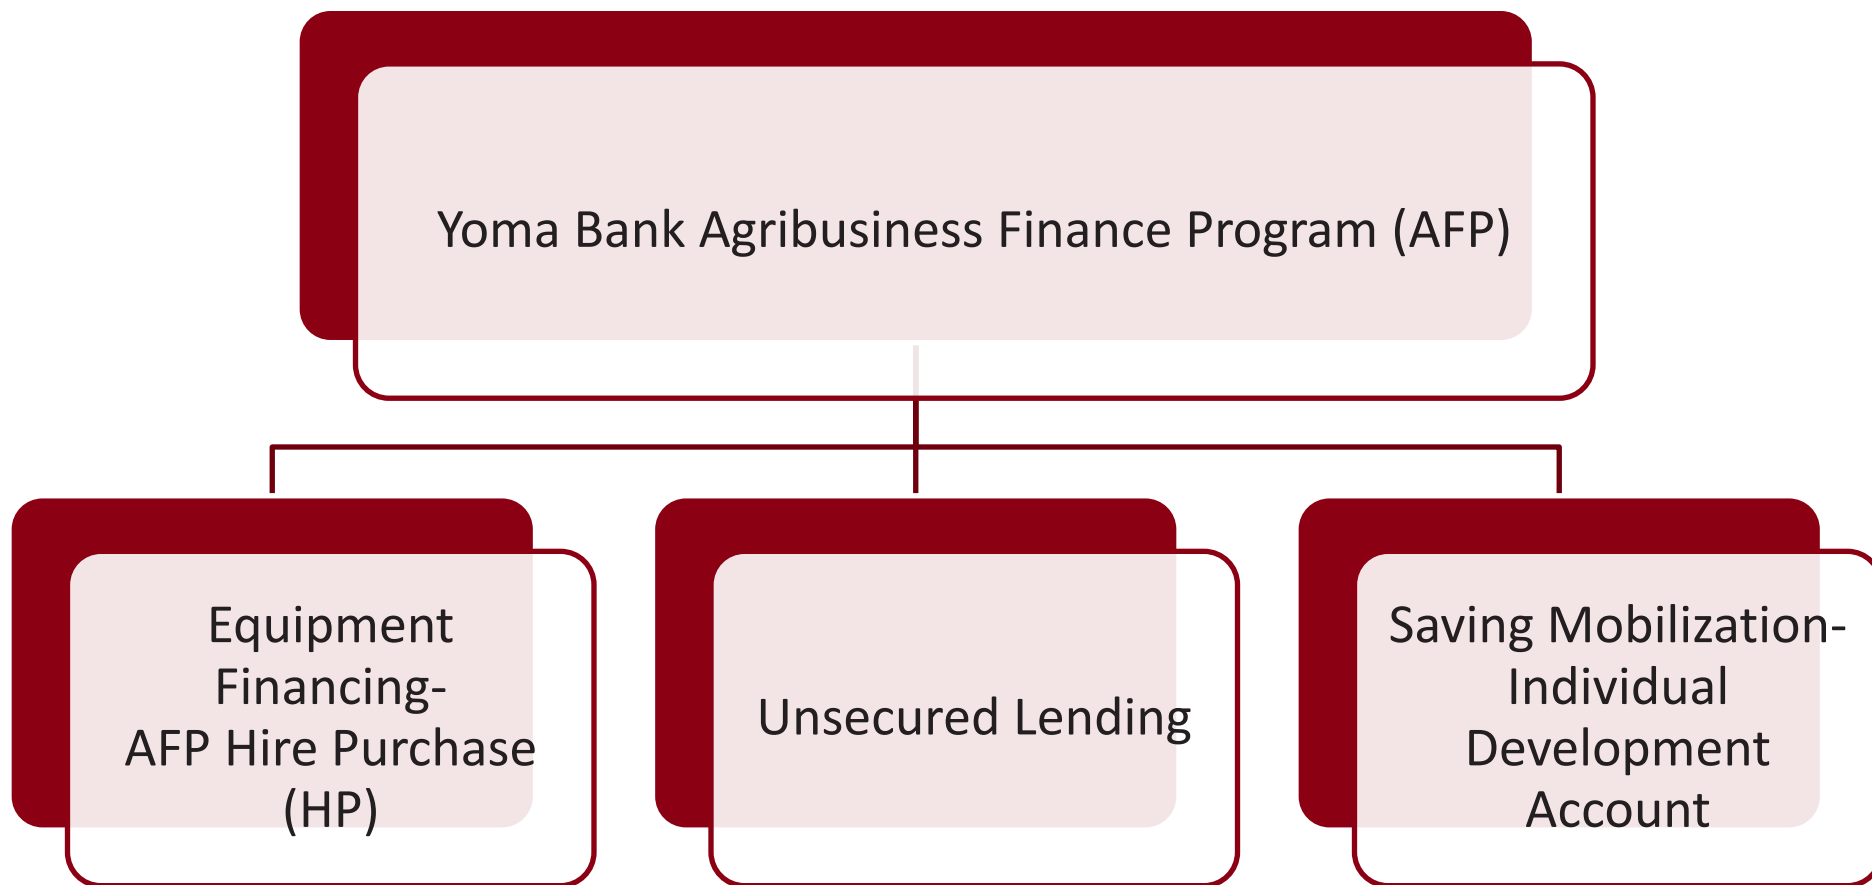 Yoma Bank Agribusiness Finance Program (AFP)
Equipment
Financing-
AFP Hire Purchase
(HP)
Unsecured Lending
Saving Mobilization-
Individual
Development
Account